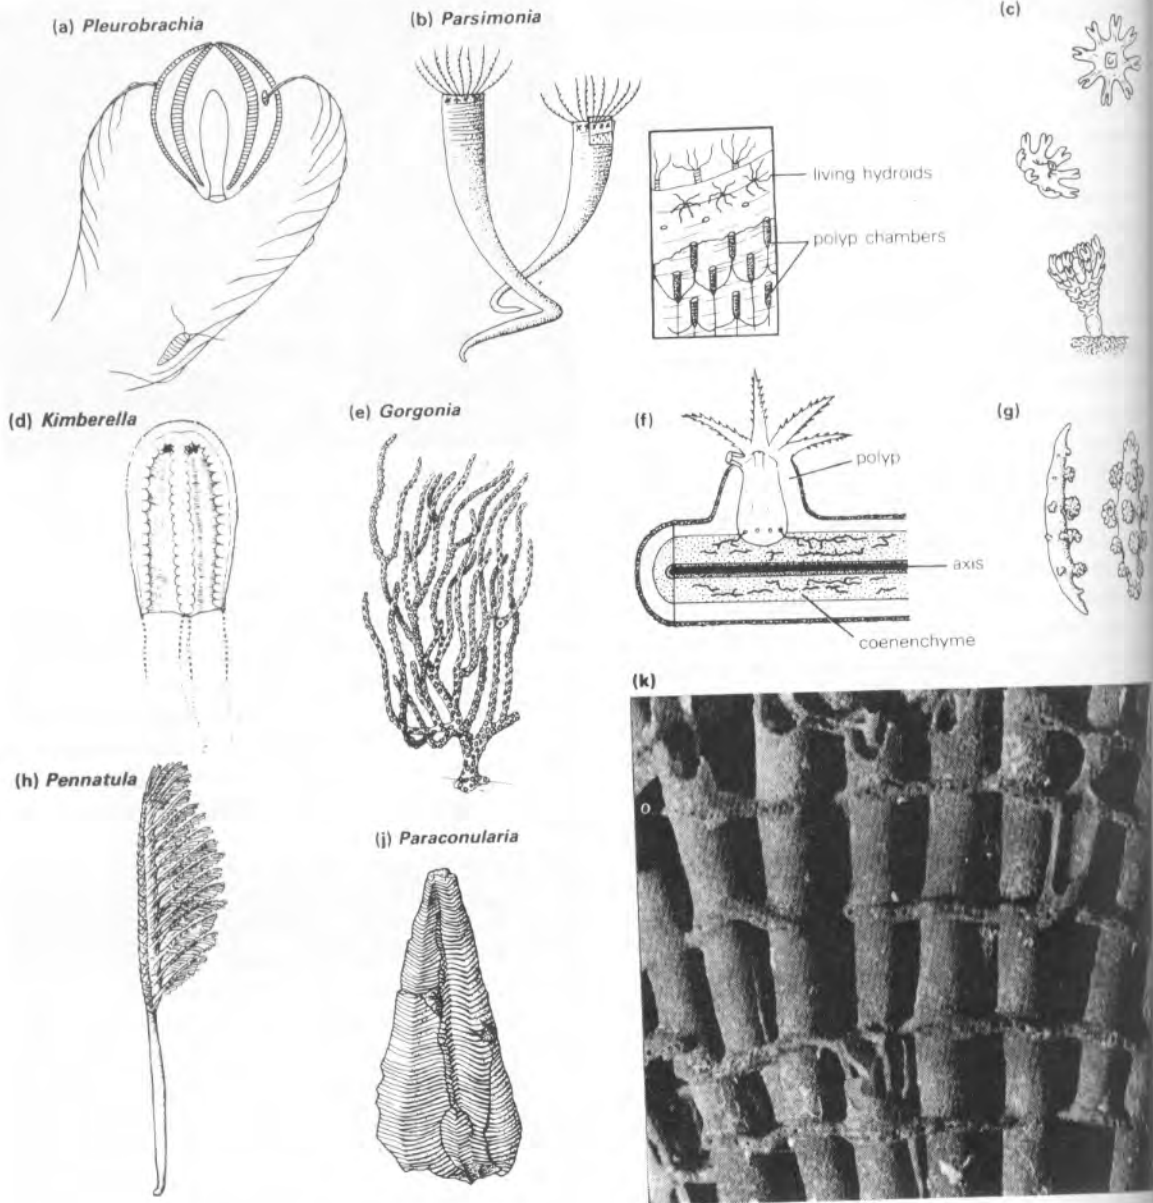 (a) Pleurobrachia
(b) Parsimonia
(c)
living hydroids
polyp chambers
(d) Kimberella
(e) Gorgonia
(f)
polyp
axis
coenenchyme
(g)
(h) Pennatula
(j) Paraconularia
(k)